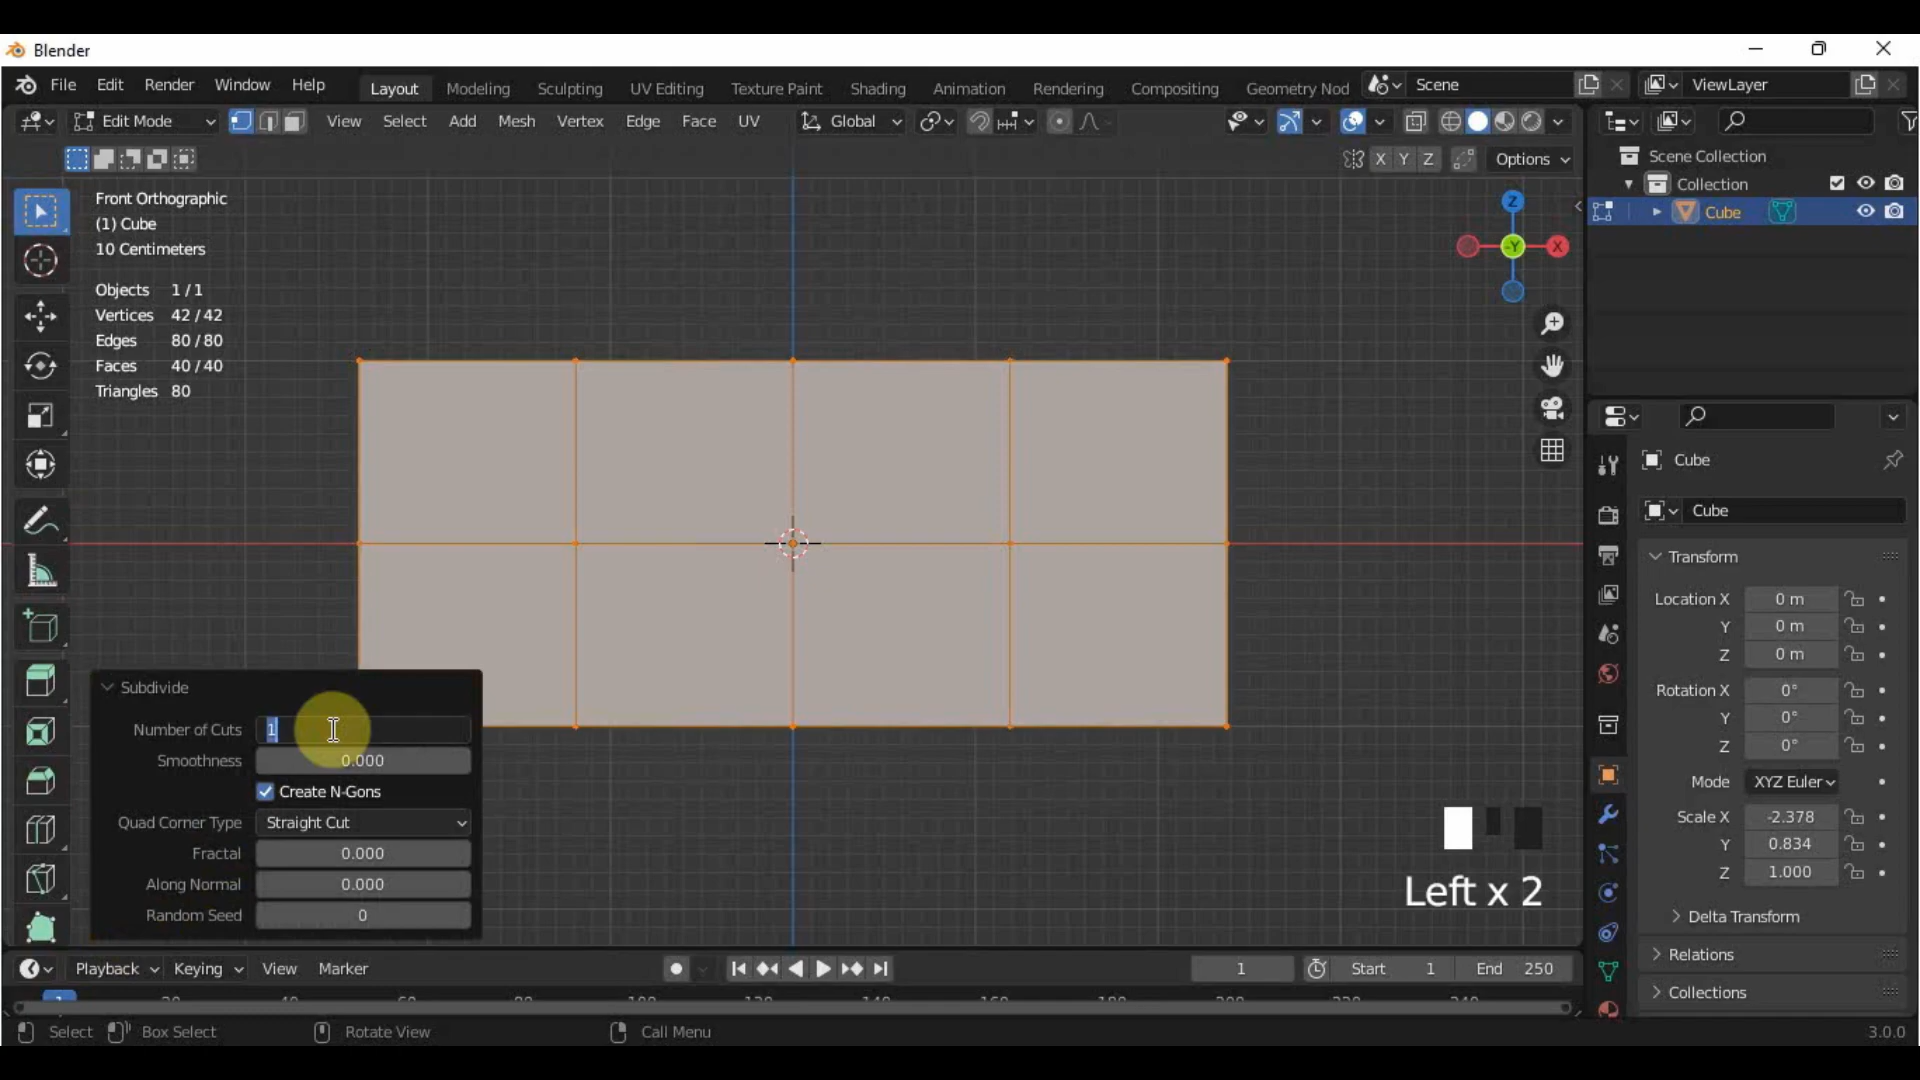 Blender
File Edit Render Window Help Layout Modeling Sculpting UV Editing Texture Paint Shading Animation Rendering Compositing Geometry Nod Scene ViewLayer
Edit Mode View Select Add Mesh Vertex Edge Face UV Global
X Y Z Options
Front Orthographic
(1) Cube
10 Centimeters
Objects 1/1
Vertices 42/42
Edges 80/80
Faces 40/40
Triangles 80
Z
-Y X
Scene Collection
Collection
Cube
Cube
Cube
Transform
Location X 0 m
Y 0 m
Z 0 m
Rotation X 0°
Y 0°
Z 0°
Mode XYZ Euler
Scale X -2.378
Y 0.834
Z 1.000
Delta Transform
Relations
Collections
Subdivide
Number of Cuts 1
Smoothness 0.000
Create N-Gons
Quad Corner Type Straight Cut
Fractal 0.000
Along Normal 0.000
Random Seed 0
Left x 2
Playback Keying View Marker 1 Start 1 End 250
1
Select Box Select Rotate View Call Menu 3.0.0